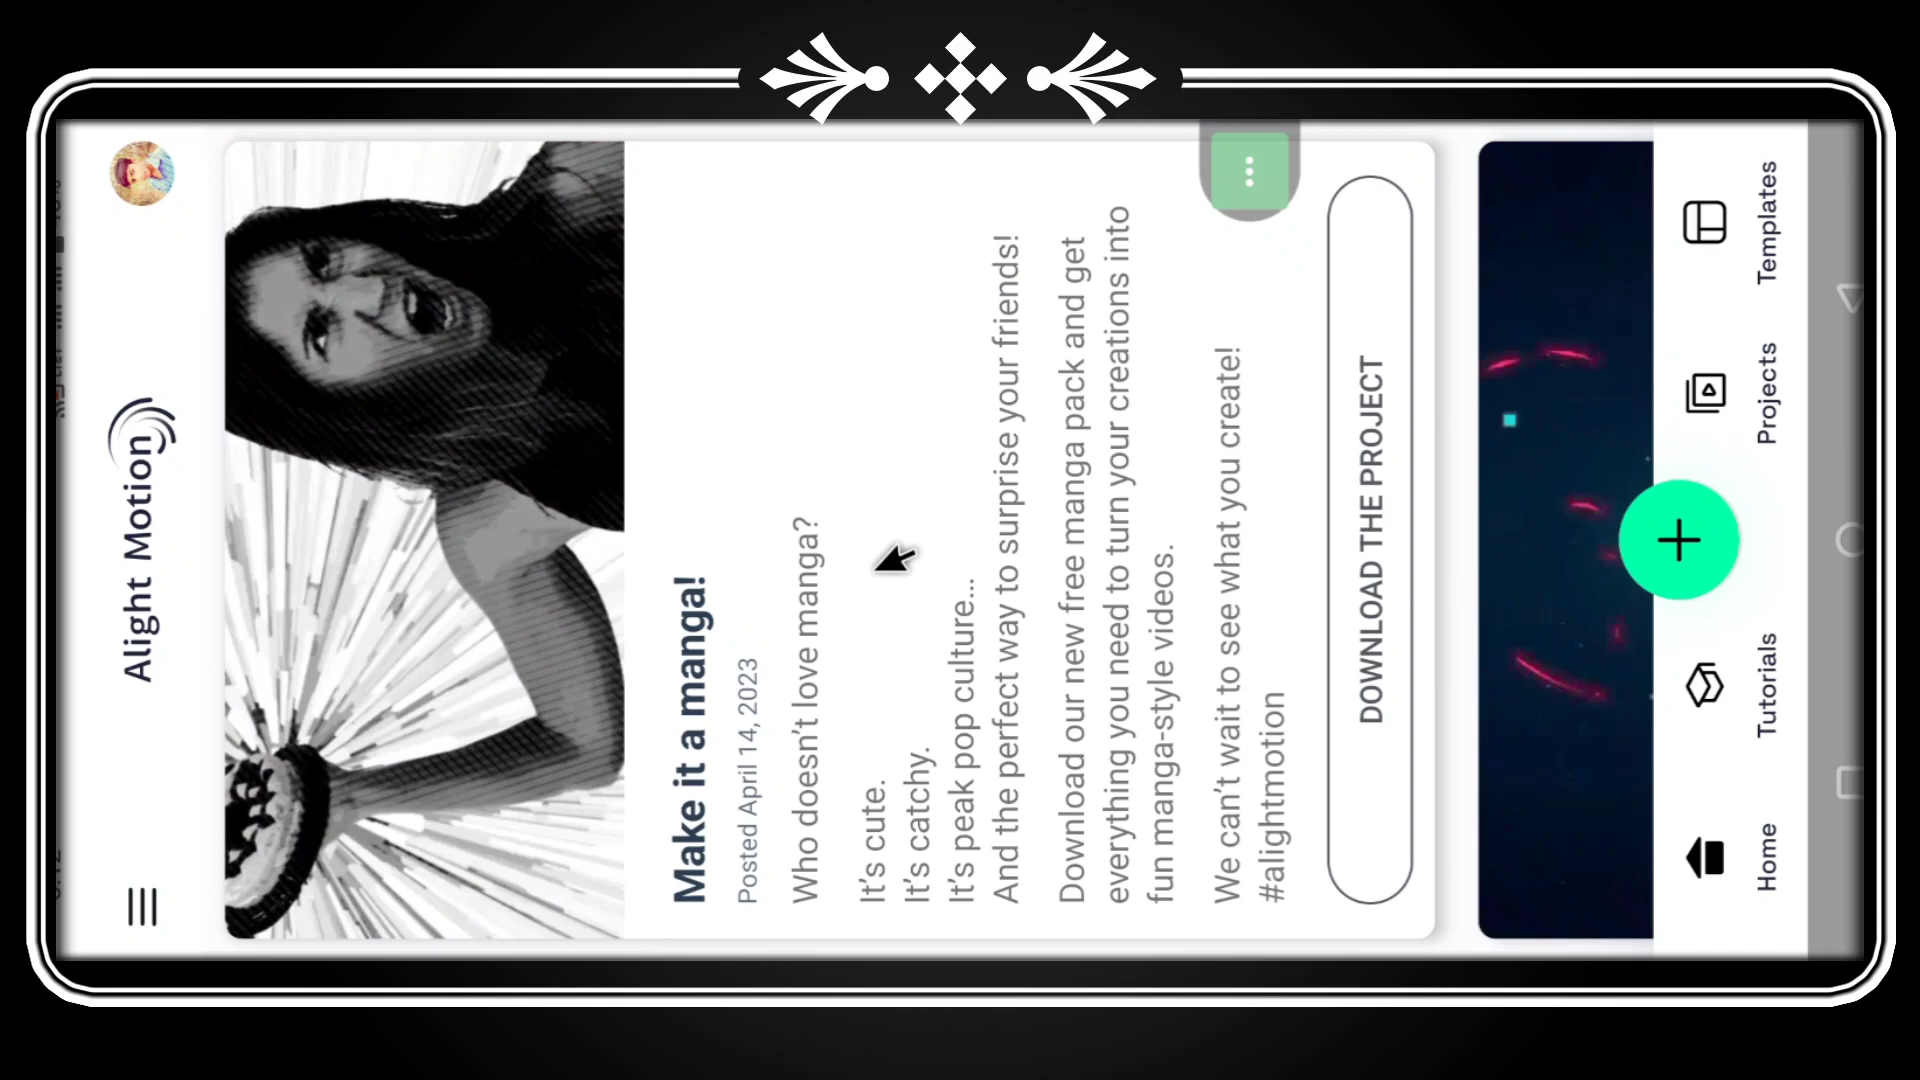 Alight Motion
Make it a manga!
Posted April 14, 2023
Who doesn't love manga?
It's cute.
It's catchy.
It's peak pop culture...
And the perfect way to surprise your friends!
Download our new free manga pack and get
everything you need to turn your creations into
fun manga-style videos.
We can't wait to see what you create!
#alightmotion
DOWNLOAD THE PROJECT
Home
Tutorials
Projects
Templates